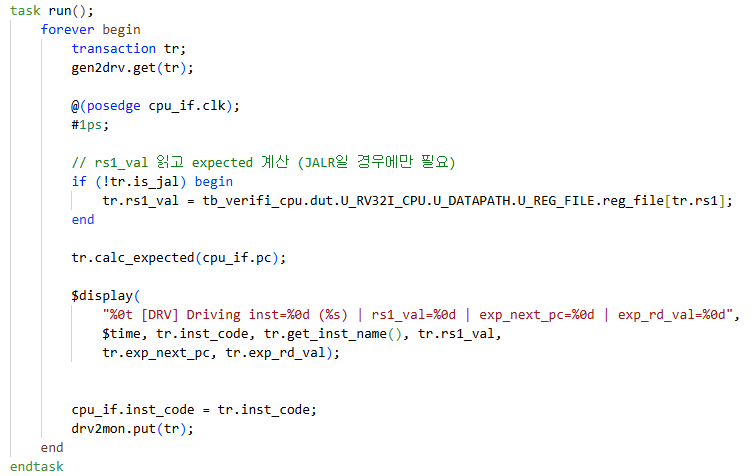 task run();
forever begin
transaction tr;
gen2drv.get(tr);
@(posedge cpu_if.clk);
#1ps;
// rs1_val 읽고 expected 계산 (JALR일 경우에만 필요)
if (!tr.is_jal) begin
tr.rs1_val = tb_verifi_cpu.dut.U_RV32I_CPU.U_DATAPATH.U_REG_FILE.reg_file[tr.rs1];
end
tr.calc_expected(cpu_if.pc);
$display(
"%0t [DRV] Driving inst=%0d (%s) | rs1_val=%0d | exp_next_pc=%0d | exp_rd_val=%0d",
$time, tr.inst_code, tr.get_inst_name(), tr.rs1_val,
tr.exp_next_pc, tr.exp_rd_val);
cpu_if.inst_code = tr.inst_code;
drv2mon.put(tr);
end
endtask